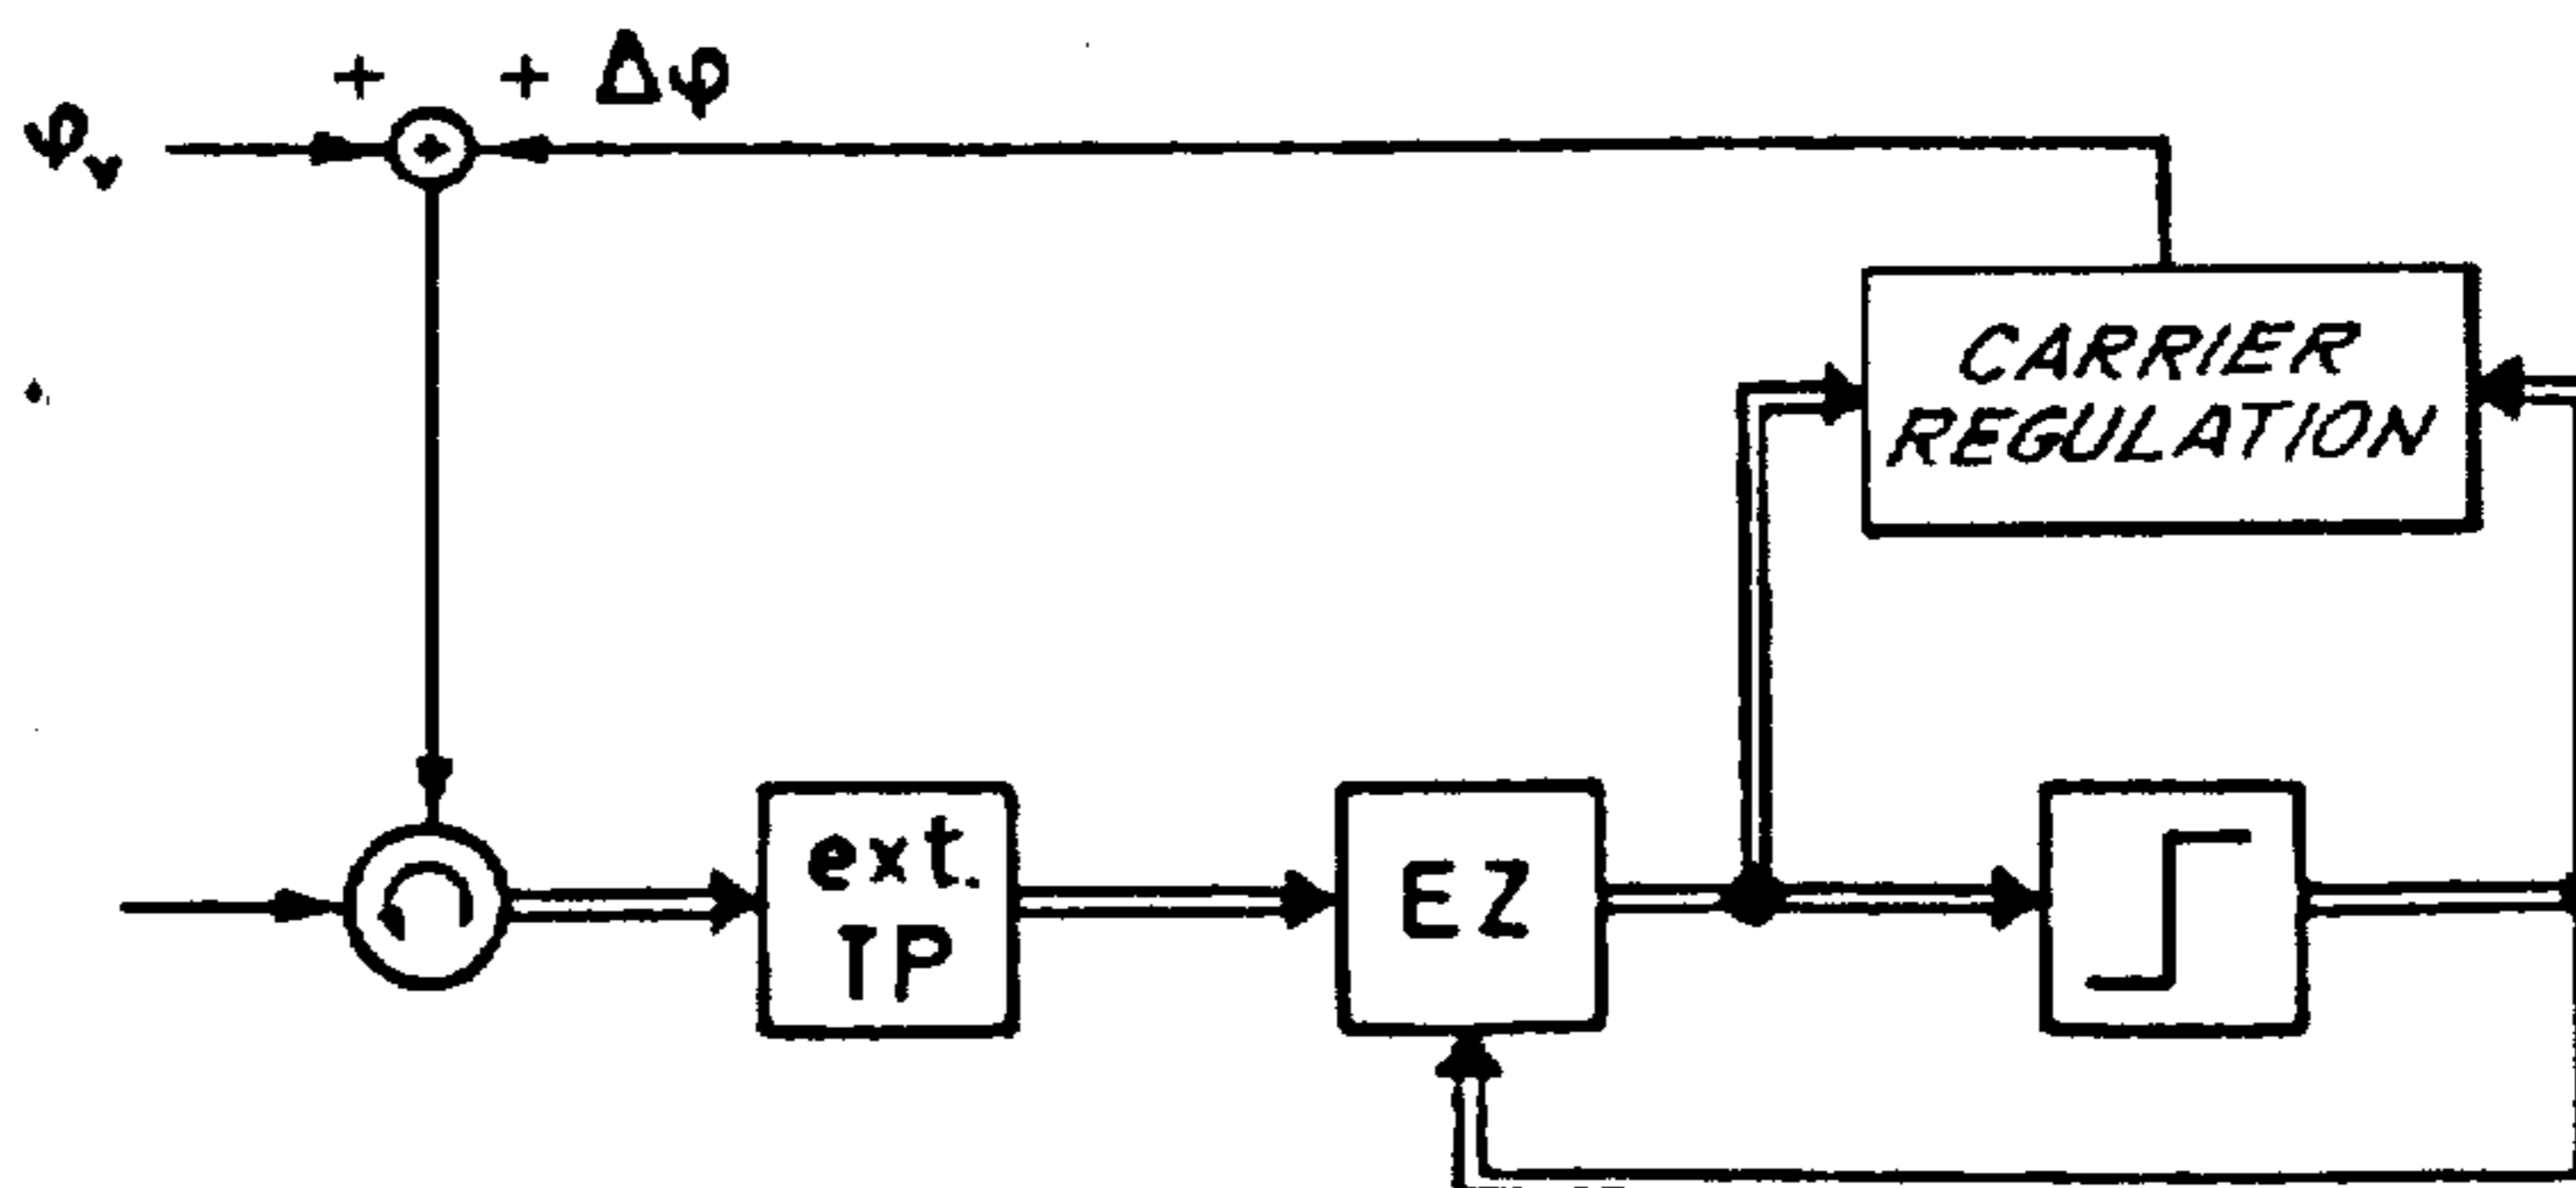 + + Δφ
φᵥ
CARRIER
REGULATION
ext.
TP
EZ